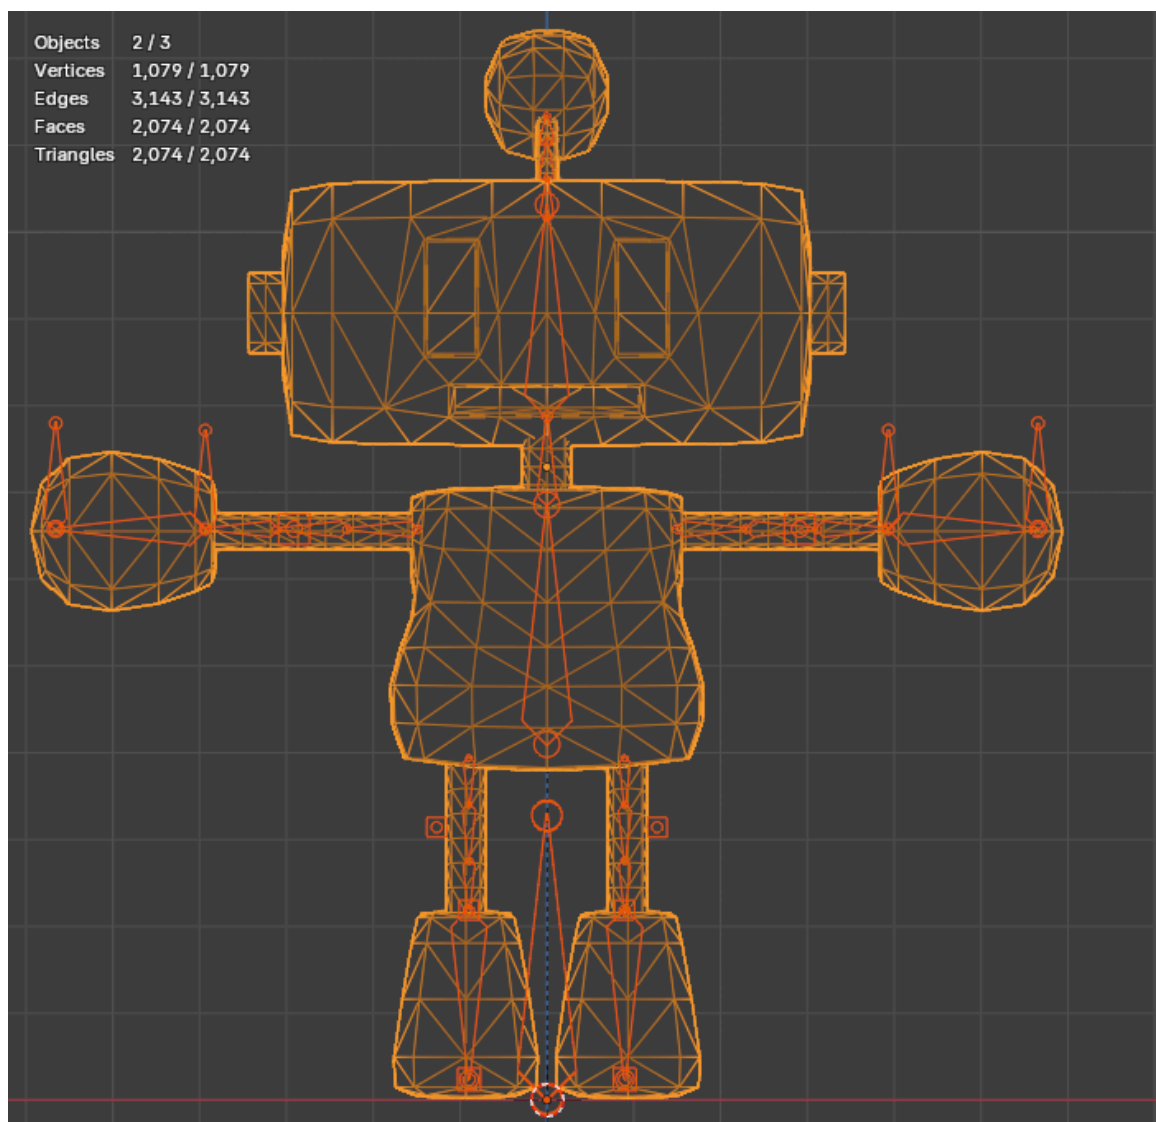 Objects 2 / 3
Vertices 1,079 / 1,079
Edges 3,143 / 3,143
Faces 2,074 / 2,074
Triangles 2,074 / 2,074